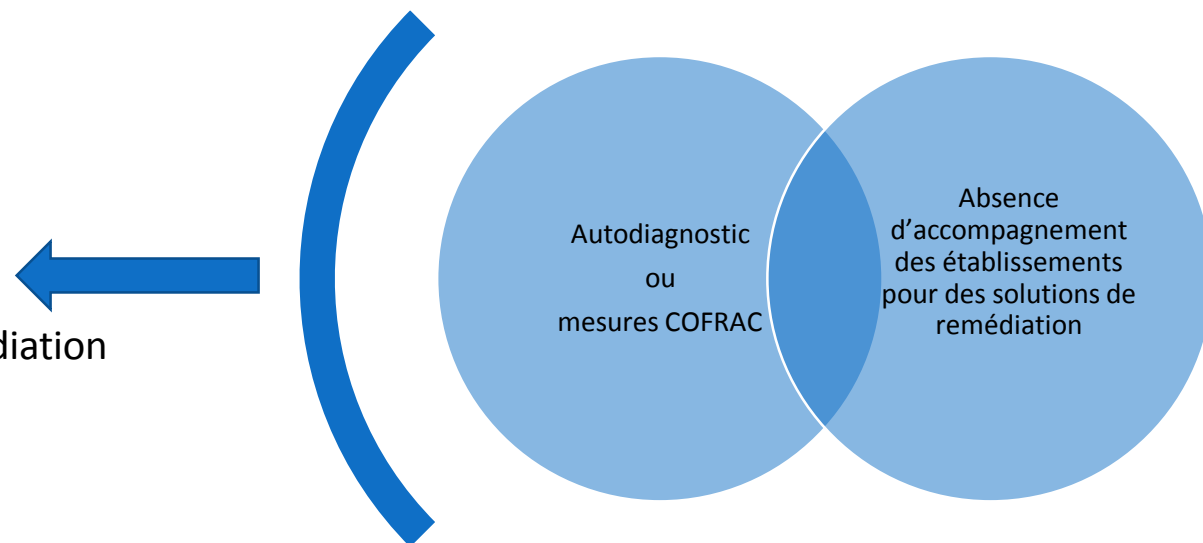 Autodiagnostic
ou
mesures COFRAC
Absence
d’accompagnement
des établissements
pour des solutions de
remédiation
diation